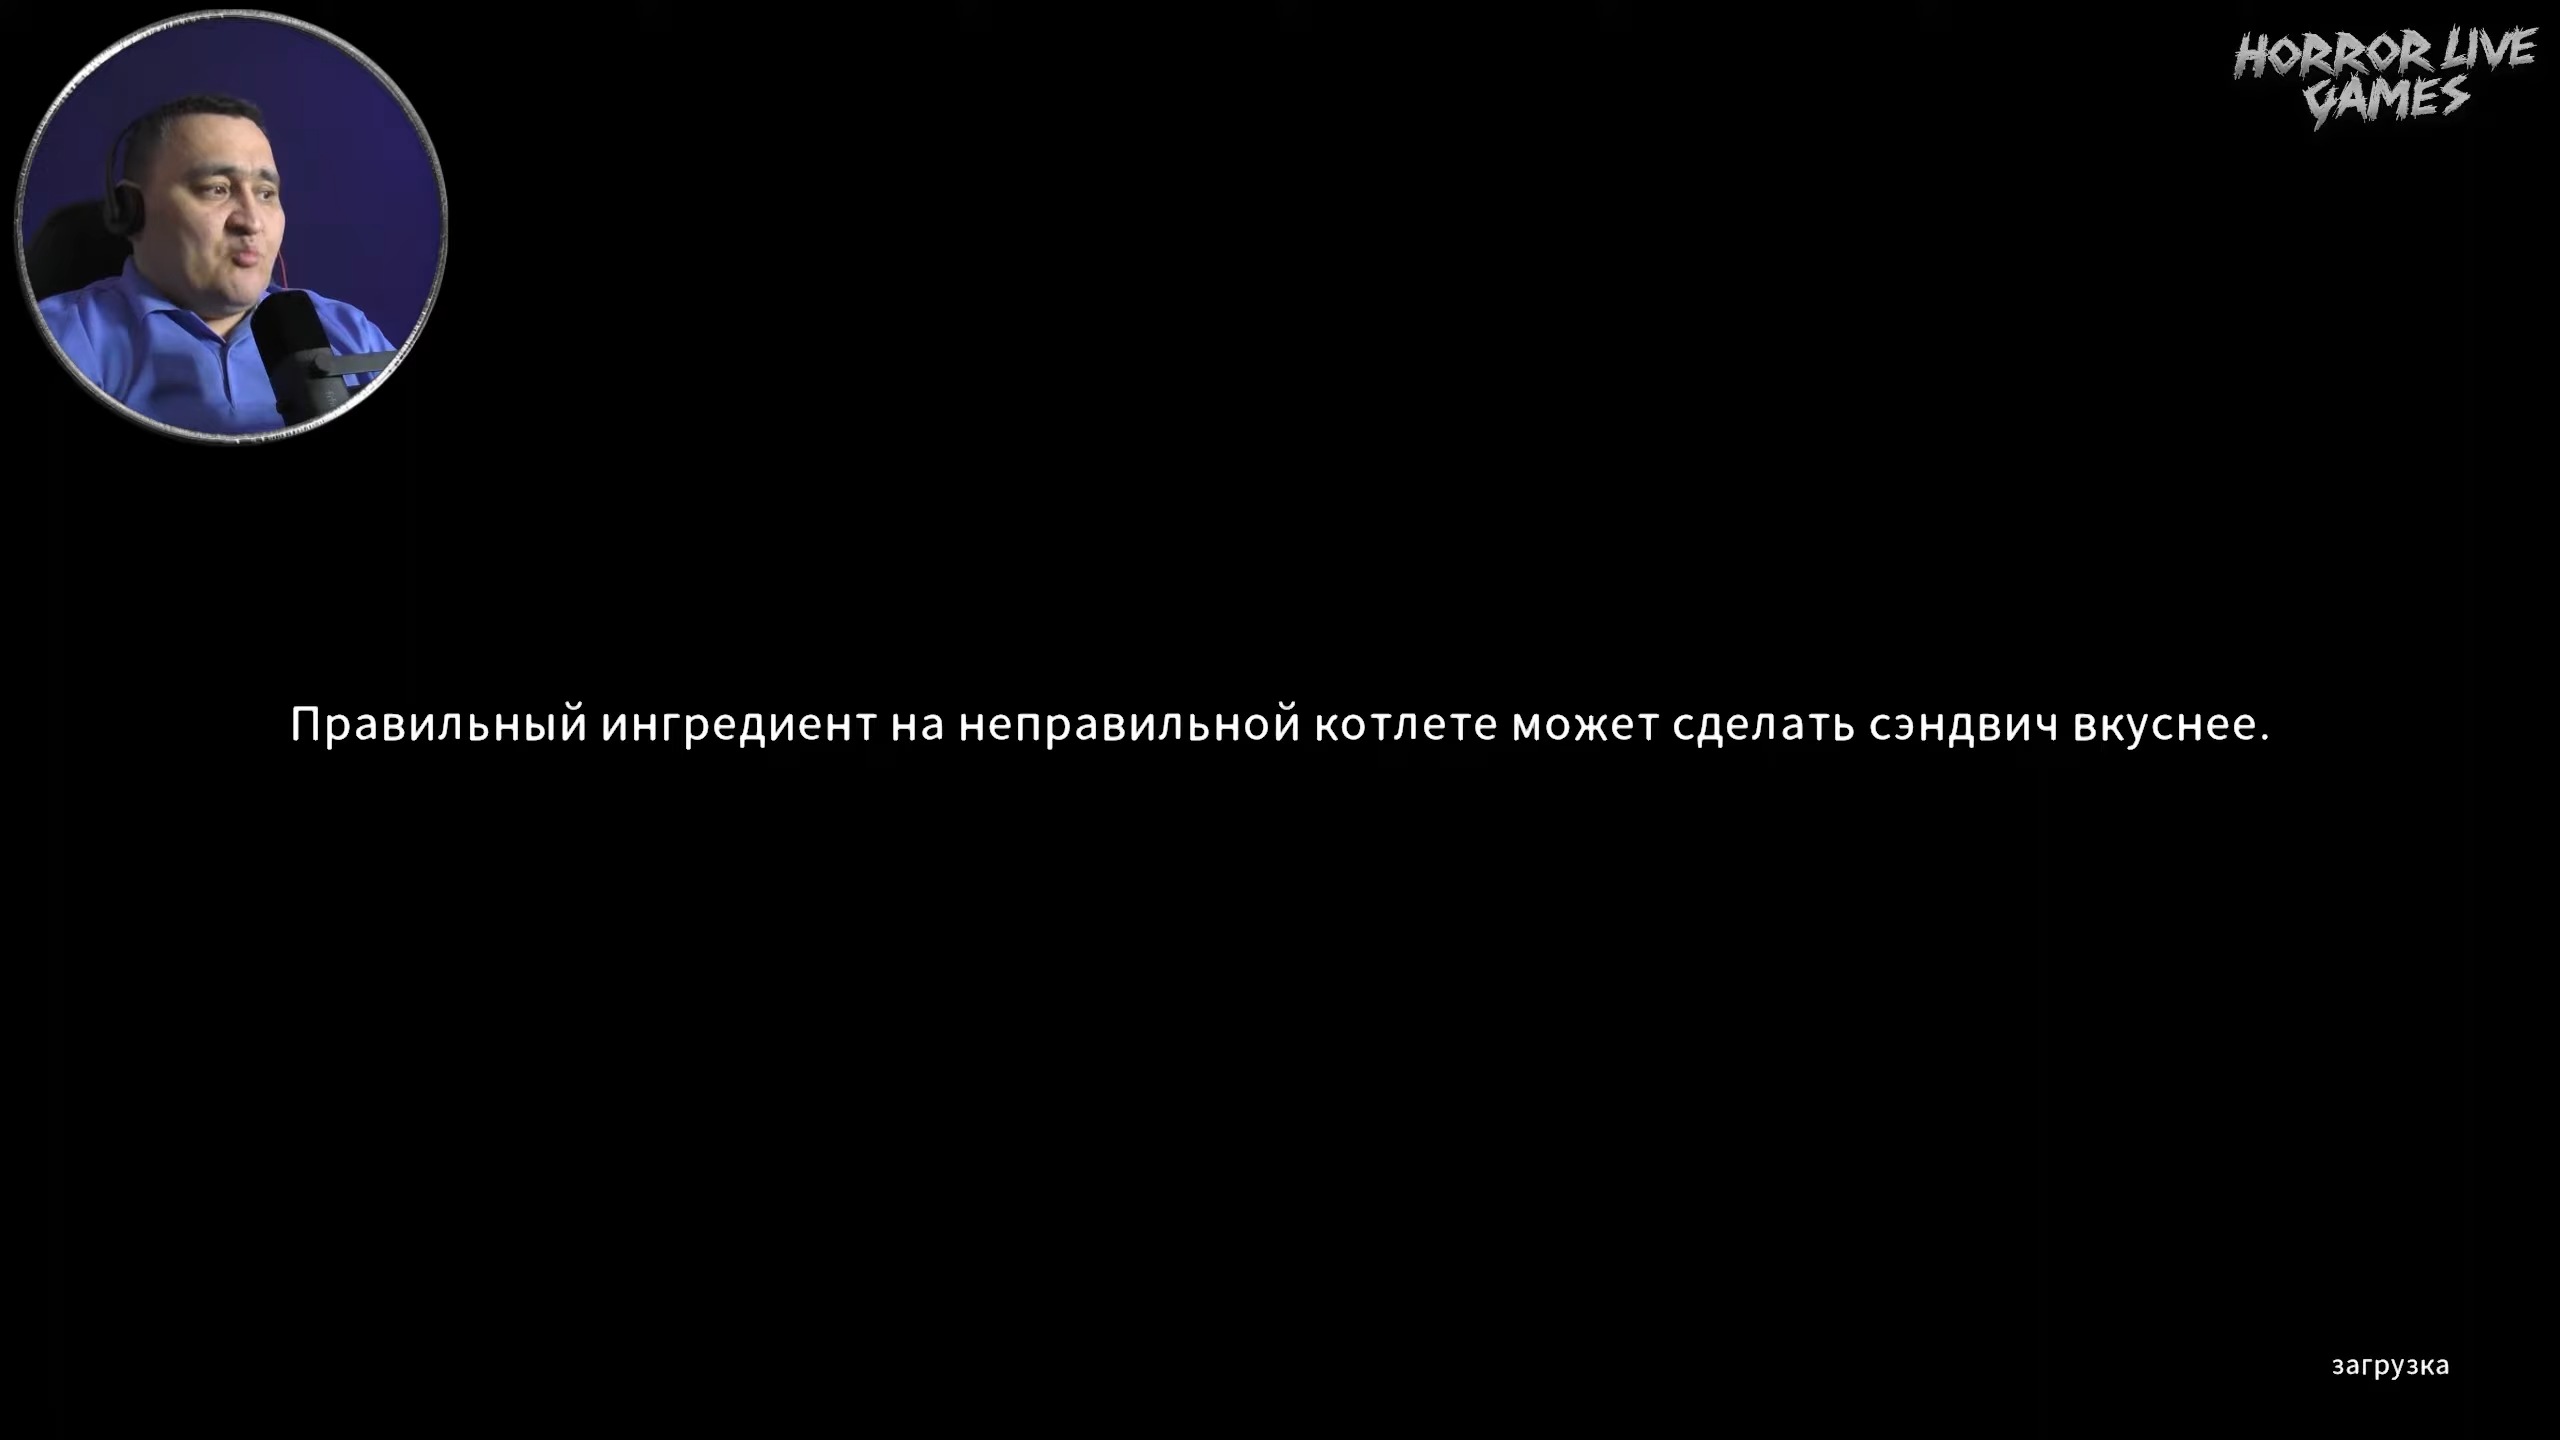 HORROR LIVE
GAMES
Правильный ингредиент на неправильной котлете может сделать сэндвич вкуснее.
загрузка